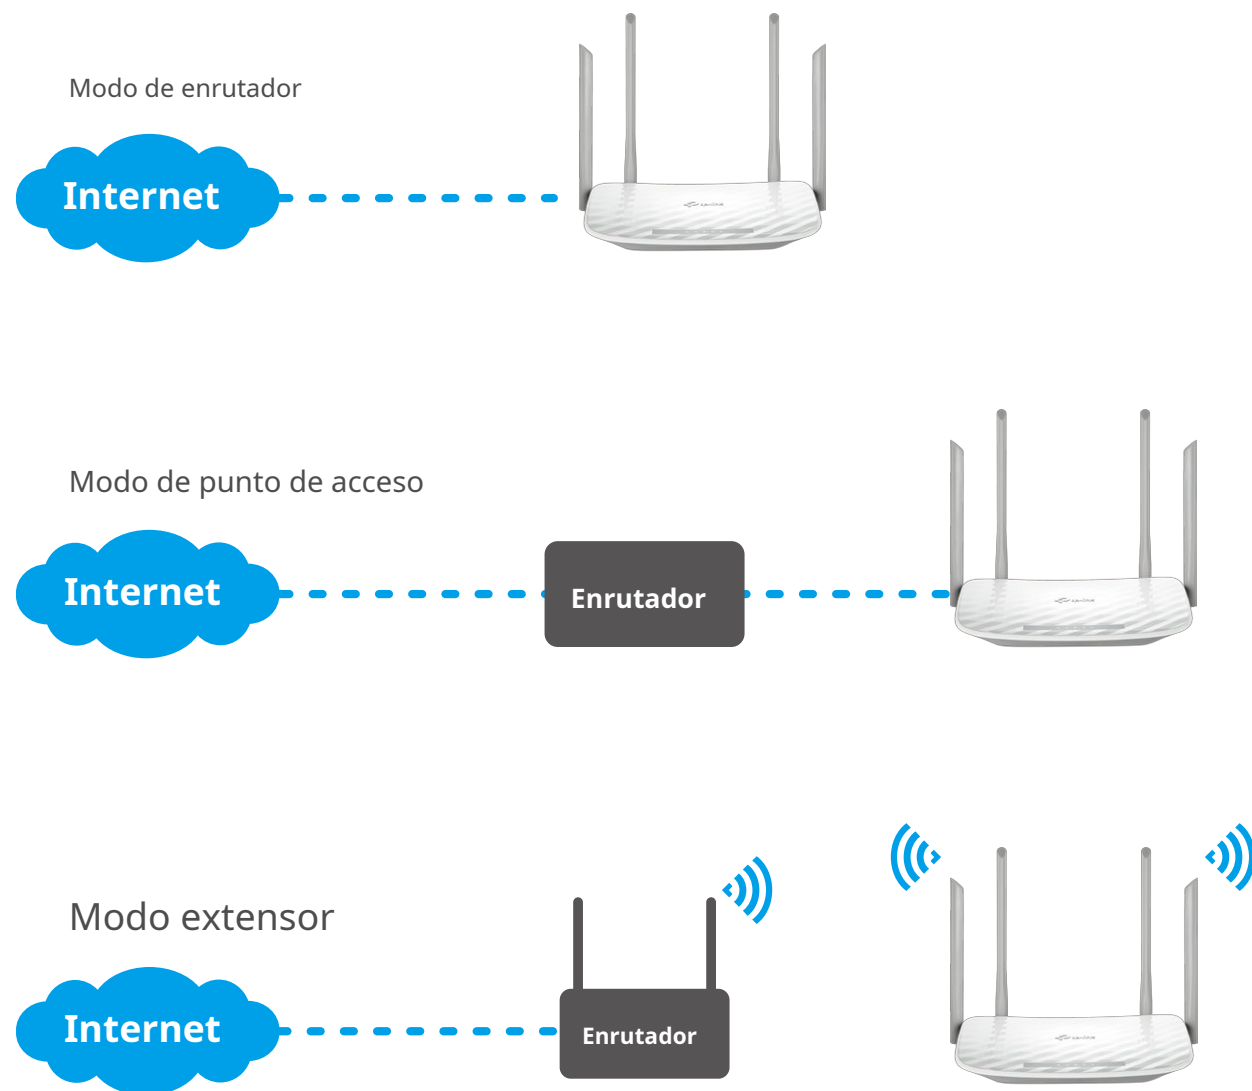 Modo de enrutador
Internet
Modo de punto de acceso
Internet
Enrutador
Modo extensor
Internet
Enrutador